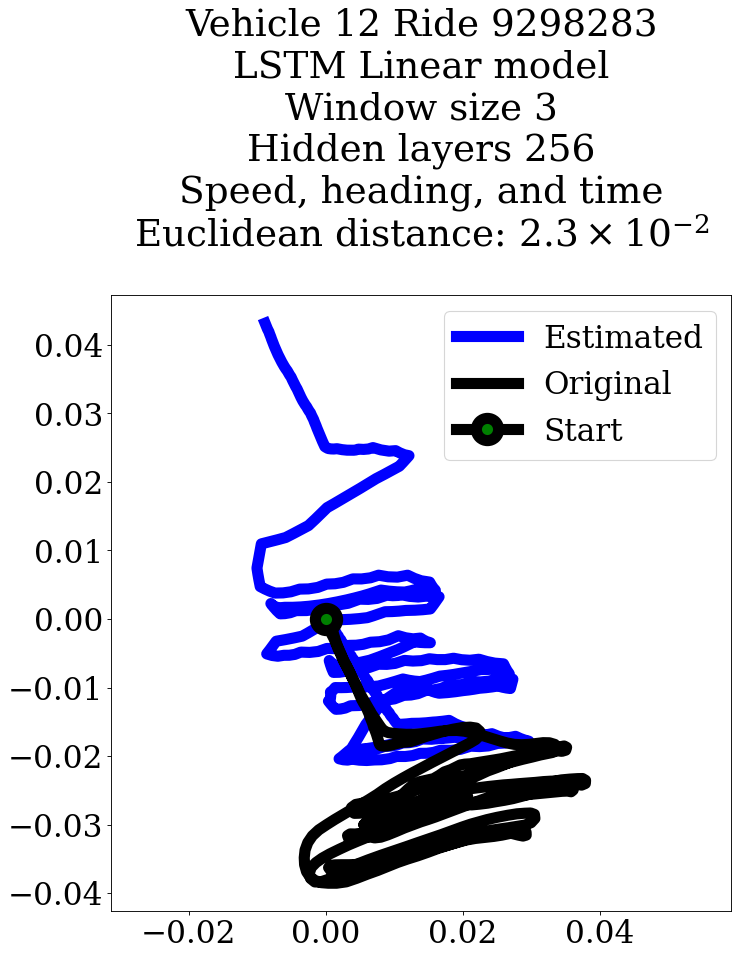 Vehicle 12 Ride 9298283
LSTM Linear model
Window size 3
Hidden layers 256
Speed, heading, and time
Euclidean distance: 2.3 × 10⁻²
Estimated
Original
Start
0.04
0.03
0.02
0.01
0.00
−0.01
−0.02
−0.03
−0.04
−0.02
0.00
0.02
0.04